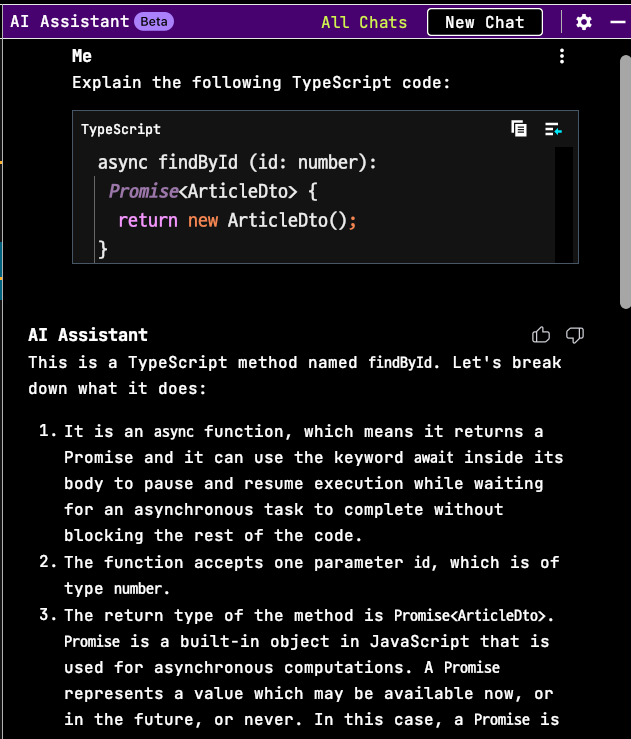 AI Assistant Beta All Chats New Chat
Me
Explain the following TypeScript code:
TypeScript
async findById (id: number):
Promise<ArticleDto> {
return new ArticleDto();
}
AI Assistant
This is a TypeScript method named findById. Let's break
down what it does:
1. It is an async function, which means it returns a
Promise and it can use the keyword await inside its
body to pause and resume execution while waiting
for an asynchronous task to complete without
blocking the rest of the code.
2. The function accepts one parameter id, which is of
type number.
3. The return type of the method is Promise<ArticleDto>.
Promise is a built-in object in JavaScript that is
used for asynchronous computations. A Promise
represents a value which may be available now, or
in the future, or never. In this case, a Promise is